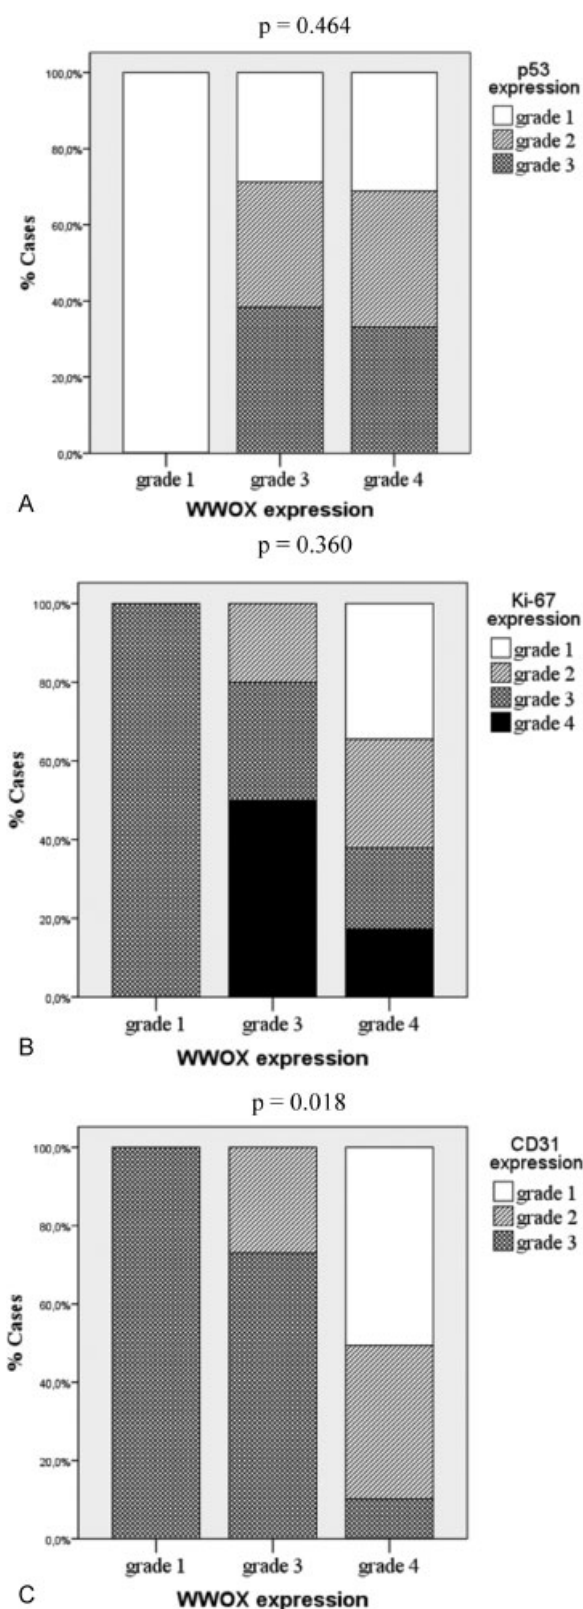 p = 0.464
p53
expression
grade 1
grade 2
grade 3
100,0%
80,0%
60,0%
40,0%
20,0%
0,0%
% Cases
grade 1 grade 3 grade 4
A
WWOX expression
p = 0.360
Ki-67
expression
grade 1
grade 2
grade 3
grade 4
100,0%
80,0%
60,0%
40,0%
20,0%
0,0%
% Cases
grade 1 grade 3 grade 4
B
WWOX expression
p = 0.018
CD31
expression
grade 1
grade 2
grade 3
100,0%
80,0%
60,0%
40,0%
20,0%
0,0%
% Cases
grade 1 grade 3 grade 4
C
WWOX expression